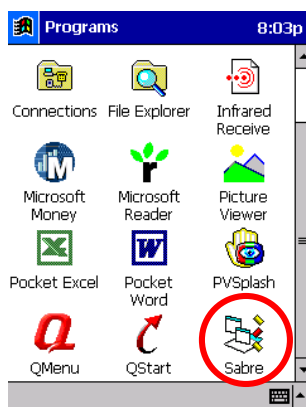 Programs 8:03p
Connections File Explorer Infrared
Receive
Microsoft
Money Microsoft
Reader Picture
Viewer
Pocket Excel Pocket
Word PVSplash
QMenu QStart Sabre